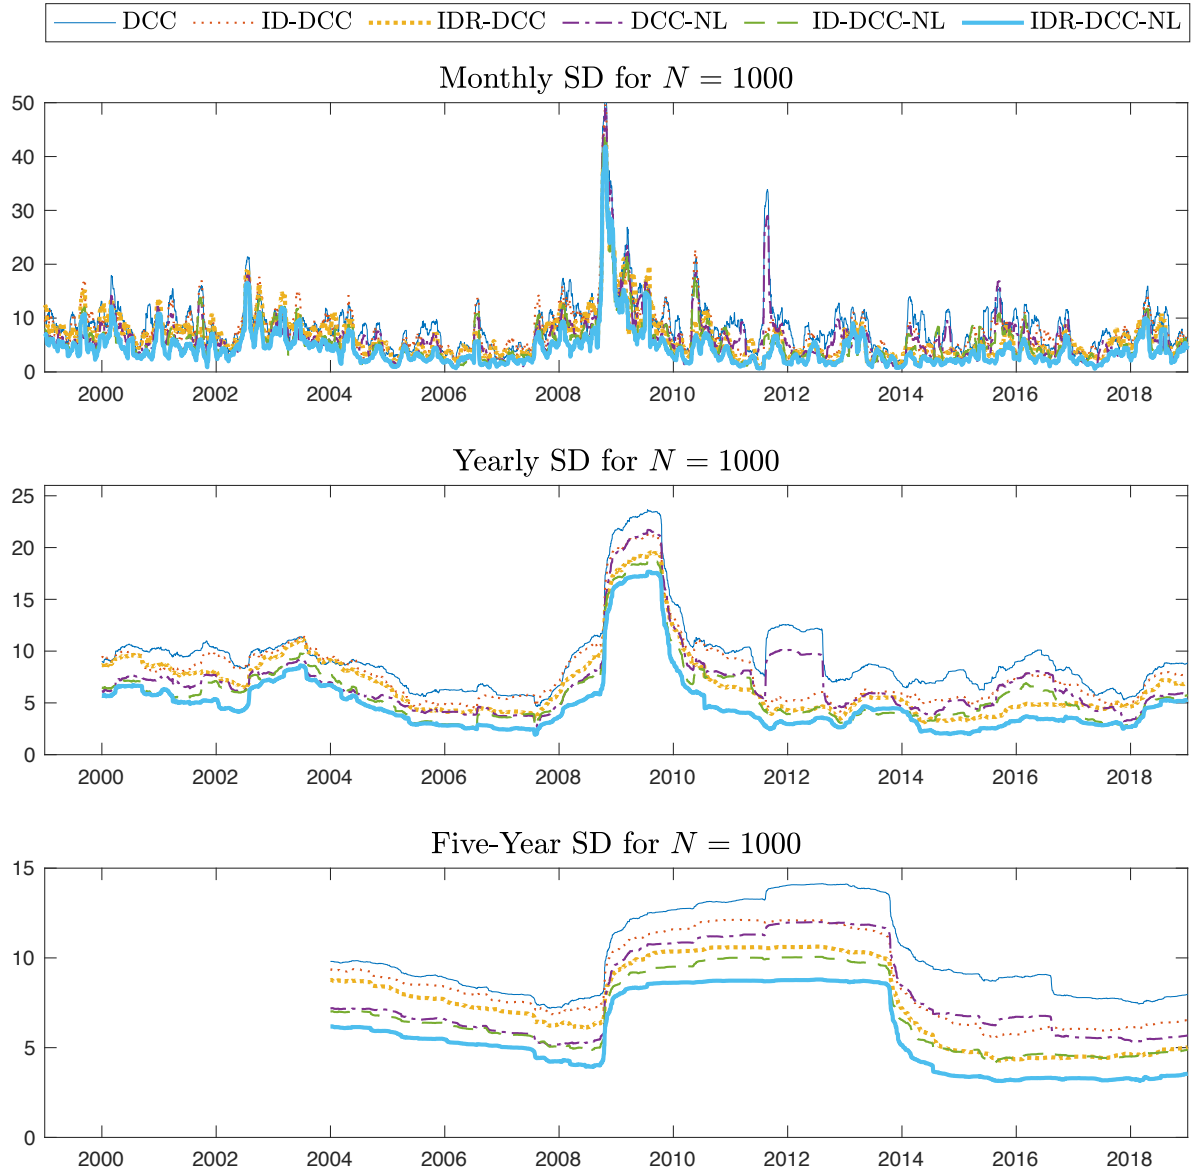 DCC ID-DCC IDR-DCC DCC-NL ID-DCC-NL IDR-DCC-NL
Monthly SD for N = 1000
50
40
30
20
10
0
2000 2002 2004 2006 2008 2010 2012 2014 2016 2018
Yearly SD for N = 1000
25
20
15
10
5
0
2000 2002 2004 2006 2008 2010 2012 2014 2016 2018
Five-Year SD for N = 1000
15
10
5
0
2000 2002 2004 2006 2008 2010 2012 2014 2016 2018